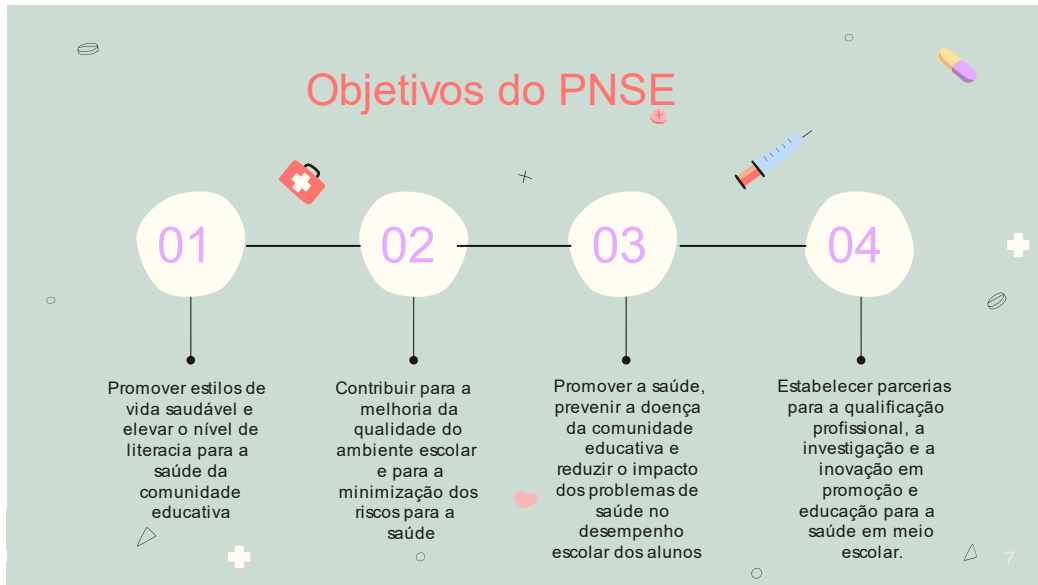 Objetivos do PNSE
01
02
03
04
Promover estilos de
vida saudável e
elevar o nível de
literacia para a
saúde da
comunidade
educativa
Contribuir para a
melhoria da
qualidade do
ambiente escolar
e para a
minimização dos
riscos para a
saúde
Promover a saúde,
prevenir a doença
da comunidade
educativa e
reduzir o impacto
dos problemas de
saúde no
desempenho
escolar dos alunos
Estabelecer parcerias
para a qualificação
profissional, a
investigação e a
inovação em
promoção e
educação para a
saúde em meio
escolar.
7